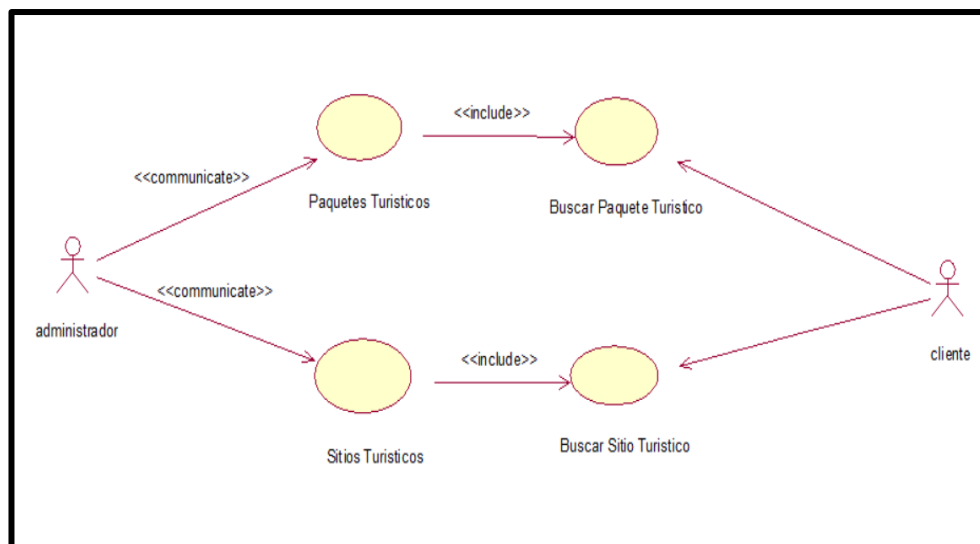 <<include>>
<<communicate>>
Paquetes Turisticos
Buscar Paquete Turistico
<<communicate>>
administrador
<<include>>
cliente
Sitios Turisticos
Buscar Sitio Turistico